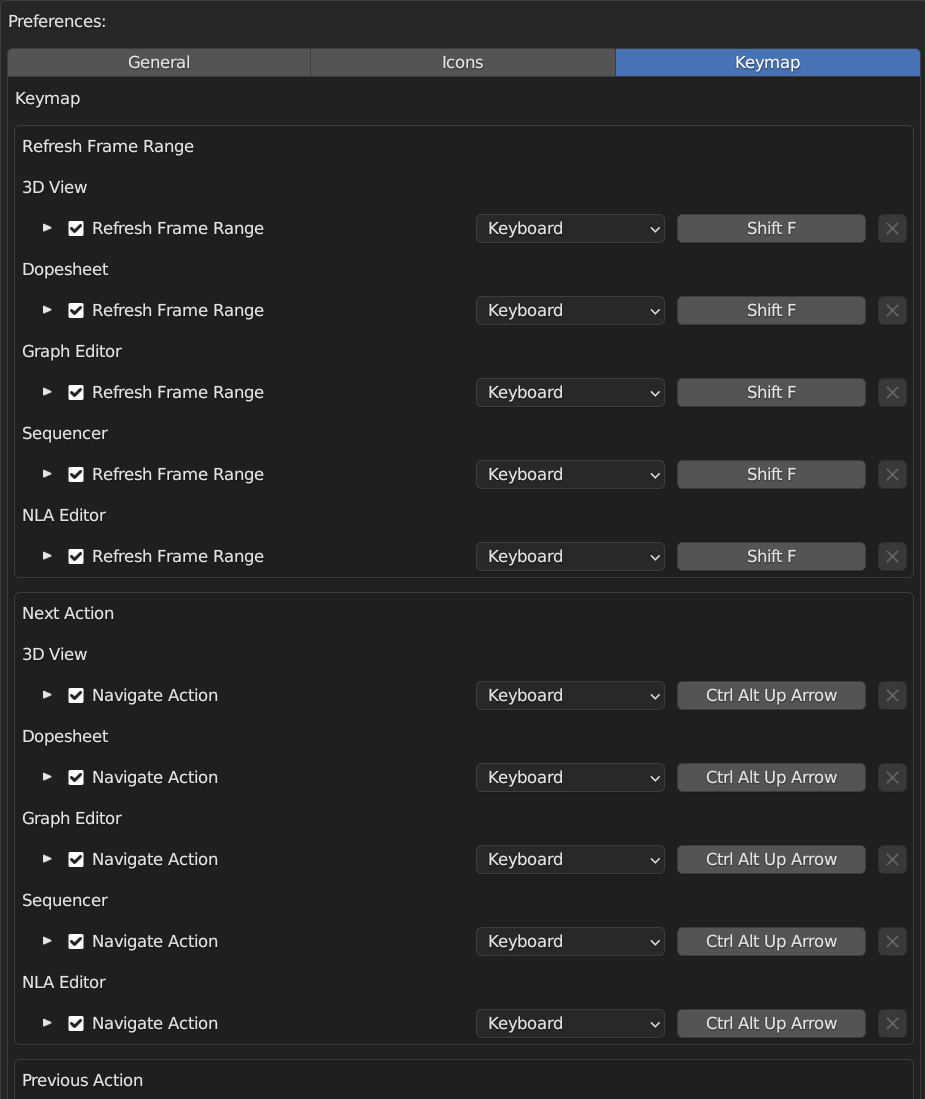 Preferences:
General Icons Keymap
Keymap
Refresh Frame Range
3D View
Refresh Frame Range Keyboard Shift F
Dopesheet
Refresh Frame Range Keyboard Shift F
Graph Editor
Refresh Frame Range Keyboard Shift F
Sequencer
Refresh Frame Range Keyboard Shift F
NLA Editor
Refresh Frame Range Keyboard Shift F
Next Action
3D View
Navigate Action Keyboard Ctrl Alt Up Arrow
Dopesheet
Navigate Action Keyboard Ctrl Alt Up Arrow
Graph Editor
Navigate Action Keyboard Ctrl Alt Up Arrow
Sequencer
Navigate Action Keyboard Ctrl Alt Up Arrow
NLA Editor
Navigate Action Keyboard Ctrl Alt Up Arrow
Previous Action